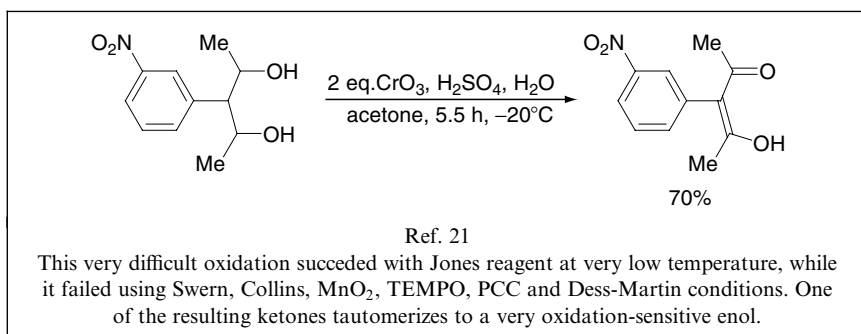 O₂N
Me
OH
OH
Me
2 eq.CrO₃, H₂SO₄, H₂O
acetone, 5.5 h, –20°C
O₂N
Me
O
OH
Me
70%
Ref. 21
This very difficult oxidation succeded with Jones reagent at very low temperature, while
it failed using Swern, Collins, MnO₂, TEMPO, PCC and Dess-Martin conditions. One
of the resulting ketones tautomerizes to a very oxidation-sensitive enol.